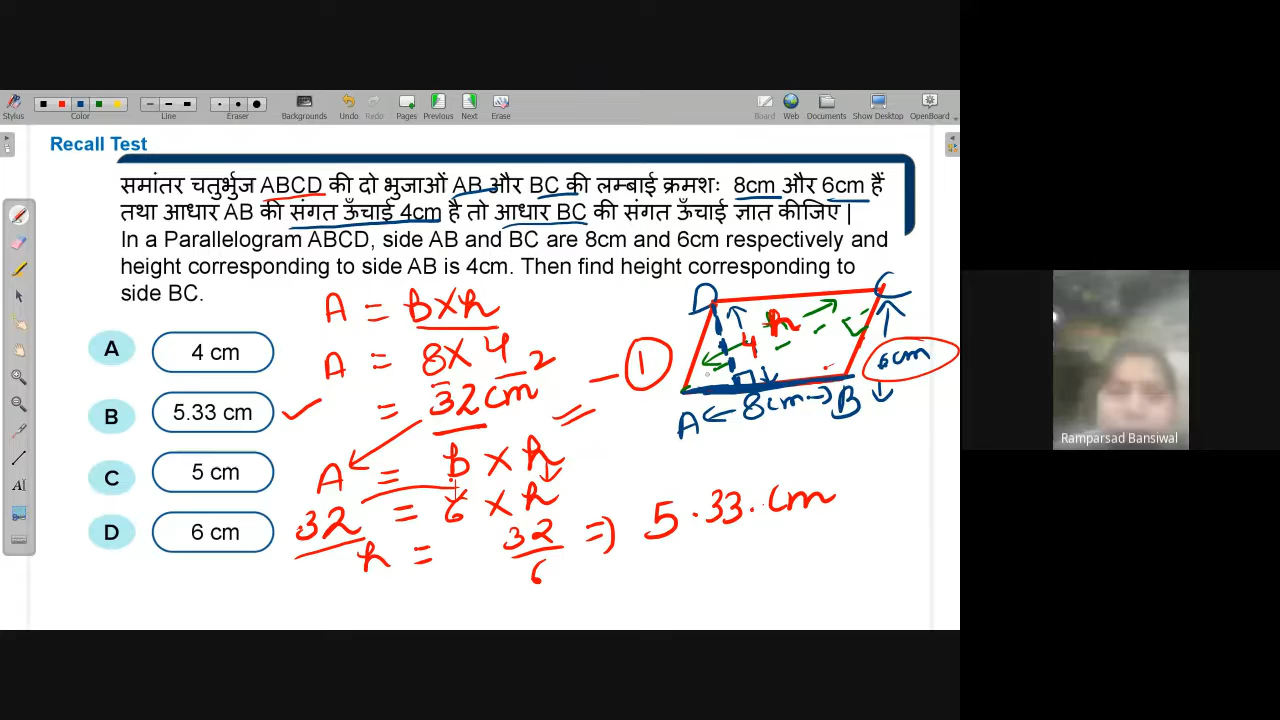 Stylus
Color
Line
Eraser
Backgrounds
Undo
Redo
Pages
Previous
Next
Erase
Board
Web
Documents
Show Desktop
OpenBoard
Recall Test
समांतर चतुर्भुज ABCD की दो भुजाओं AB और BC की लम्बाई क्रमशः 8cm और 6cm हैं
तथा आधार AB की संगत ऊँचाई 4cm है तो आधार BC की संगत ऊँचाई ज्ञात कीजिए |
In a Parallelogram ABCD, side AB and BC are 8cm and 6cm respectively and
height corresponding to side AB is 4cm. Then find height corresponding to
side BC.
A 4 cm
B 5.33 cm
C 5 cm
D 6 cm
A = b×h
A = 8×4
= 32cm²
1
A = b × h
32 = 6 × h
h = 32/6 => 5.33.cm
D
C
4
h
6cm
A
8cm
B
Ramparsad Bansiwal